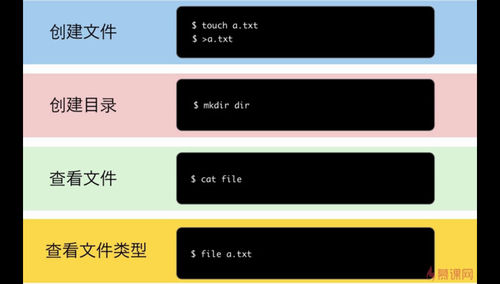 创建文件
$ touch a.txt
$ >a.txt
创建目录
$ mkdir dir
查看文件
$ cat file
查看文件类型
$ file a.txt
慕课网